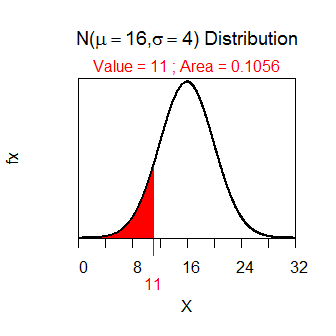 N(μ = 16,σ = 4) Distribution
Value = 11 ; Area = 0.1056
fx
0 8 16 24 32
11
X